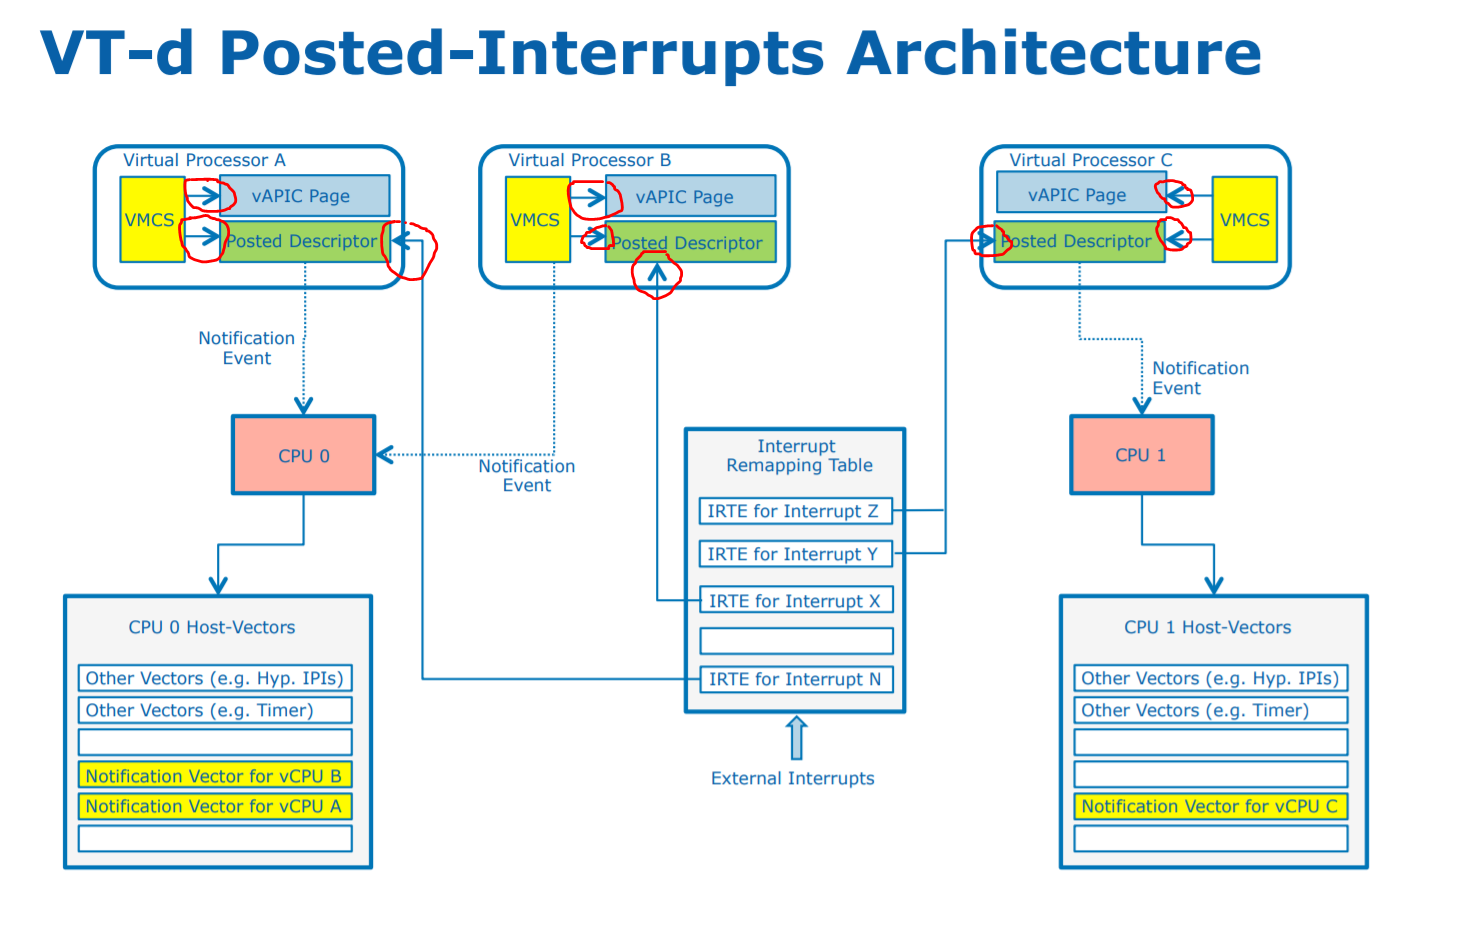 VT-d Posted-Interrupts Architecture
Virtual Processor A
VMCS
vAPIC Page
Posted Descriptor
Virtual Processor B
VMCS
vAPIC Page
Posted Descriptor
Virtual Processor C
vAPIC Page
VMCS
Posted Descriptor
Notification
Event
Notification
Event
CPU 0
Notification
Event
CPU 1
Interrupt
Remapping Table
IRTE for Interrupt Z
IRTE for Interrupt Y
IRTE for Interrupt X
IRTE for Interrupt N
External Interrupts
CPU 0 Host-Vectors
Other Vectors (e.g. Hyp. IPIs)
Other Vectors (e.g. Timer)
Notification Vector for vCPU B
Notification Vector for vCPU A
CPU 1 Host-Vectors
Other Vectors (e.g. Hyp. IPIs)
Other Vectors (e.g. Timer)
Notification Vector for vCPU C